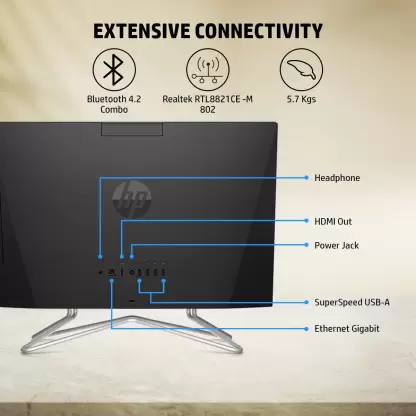 EXTENSIVE CONNECTIVITY
Bluetooth 4.2
Combo
Realtek RTL8821CE -M
802
5.7 Kgs
hp
Headphone
HDMI Out
Power Jack
SuperSpeed USB-A
Ethernet Gigabit